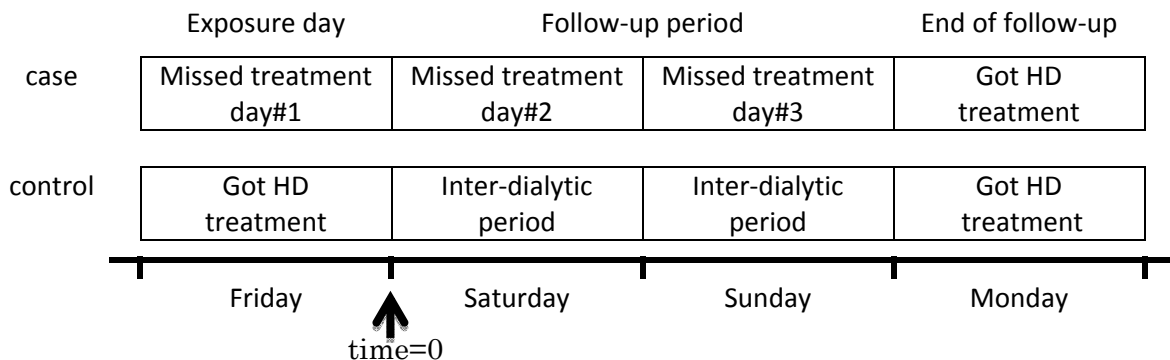 Exposure day Follow-up period End of follow-up
case
Missed treatment
day#1
Missed treatment
day#2
Missed treatment
day#3
Got HD
treatment
control
Got HD
treatment
Inter-dialytic
period
Inter-dialytic
period
Got HD
treatment
Friday Saturday Sunday Monday
time=0